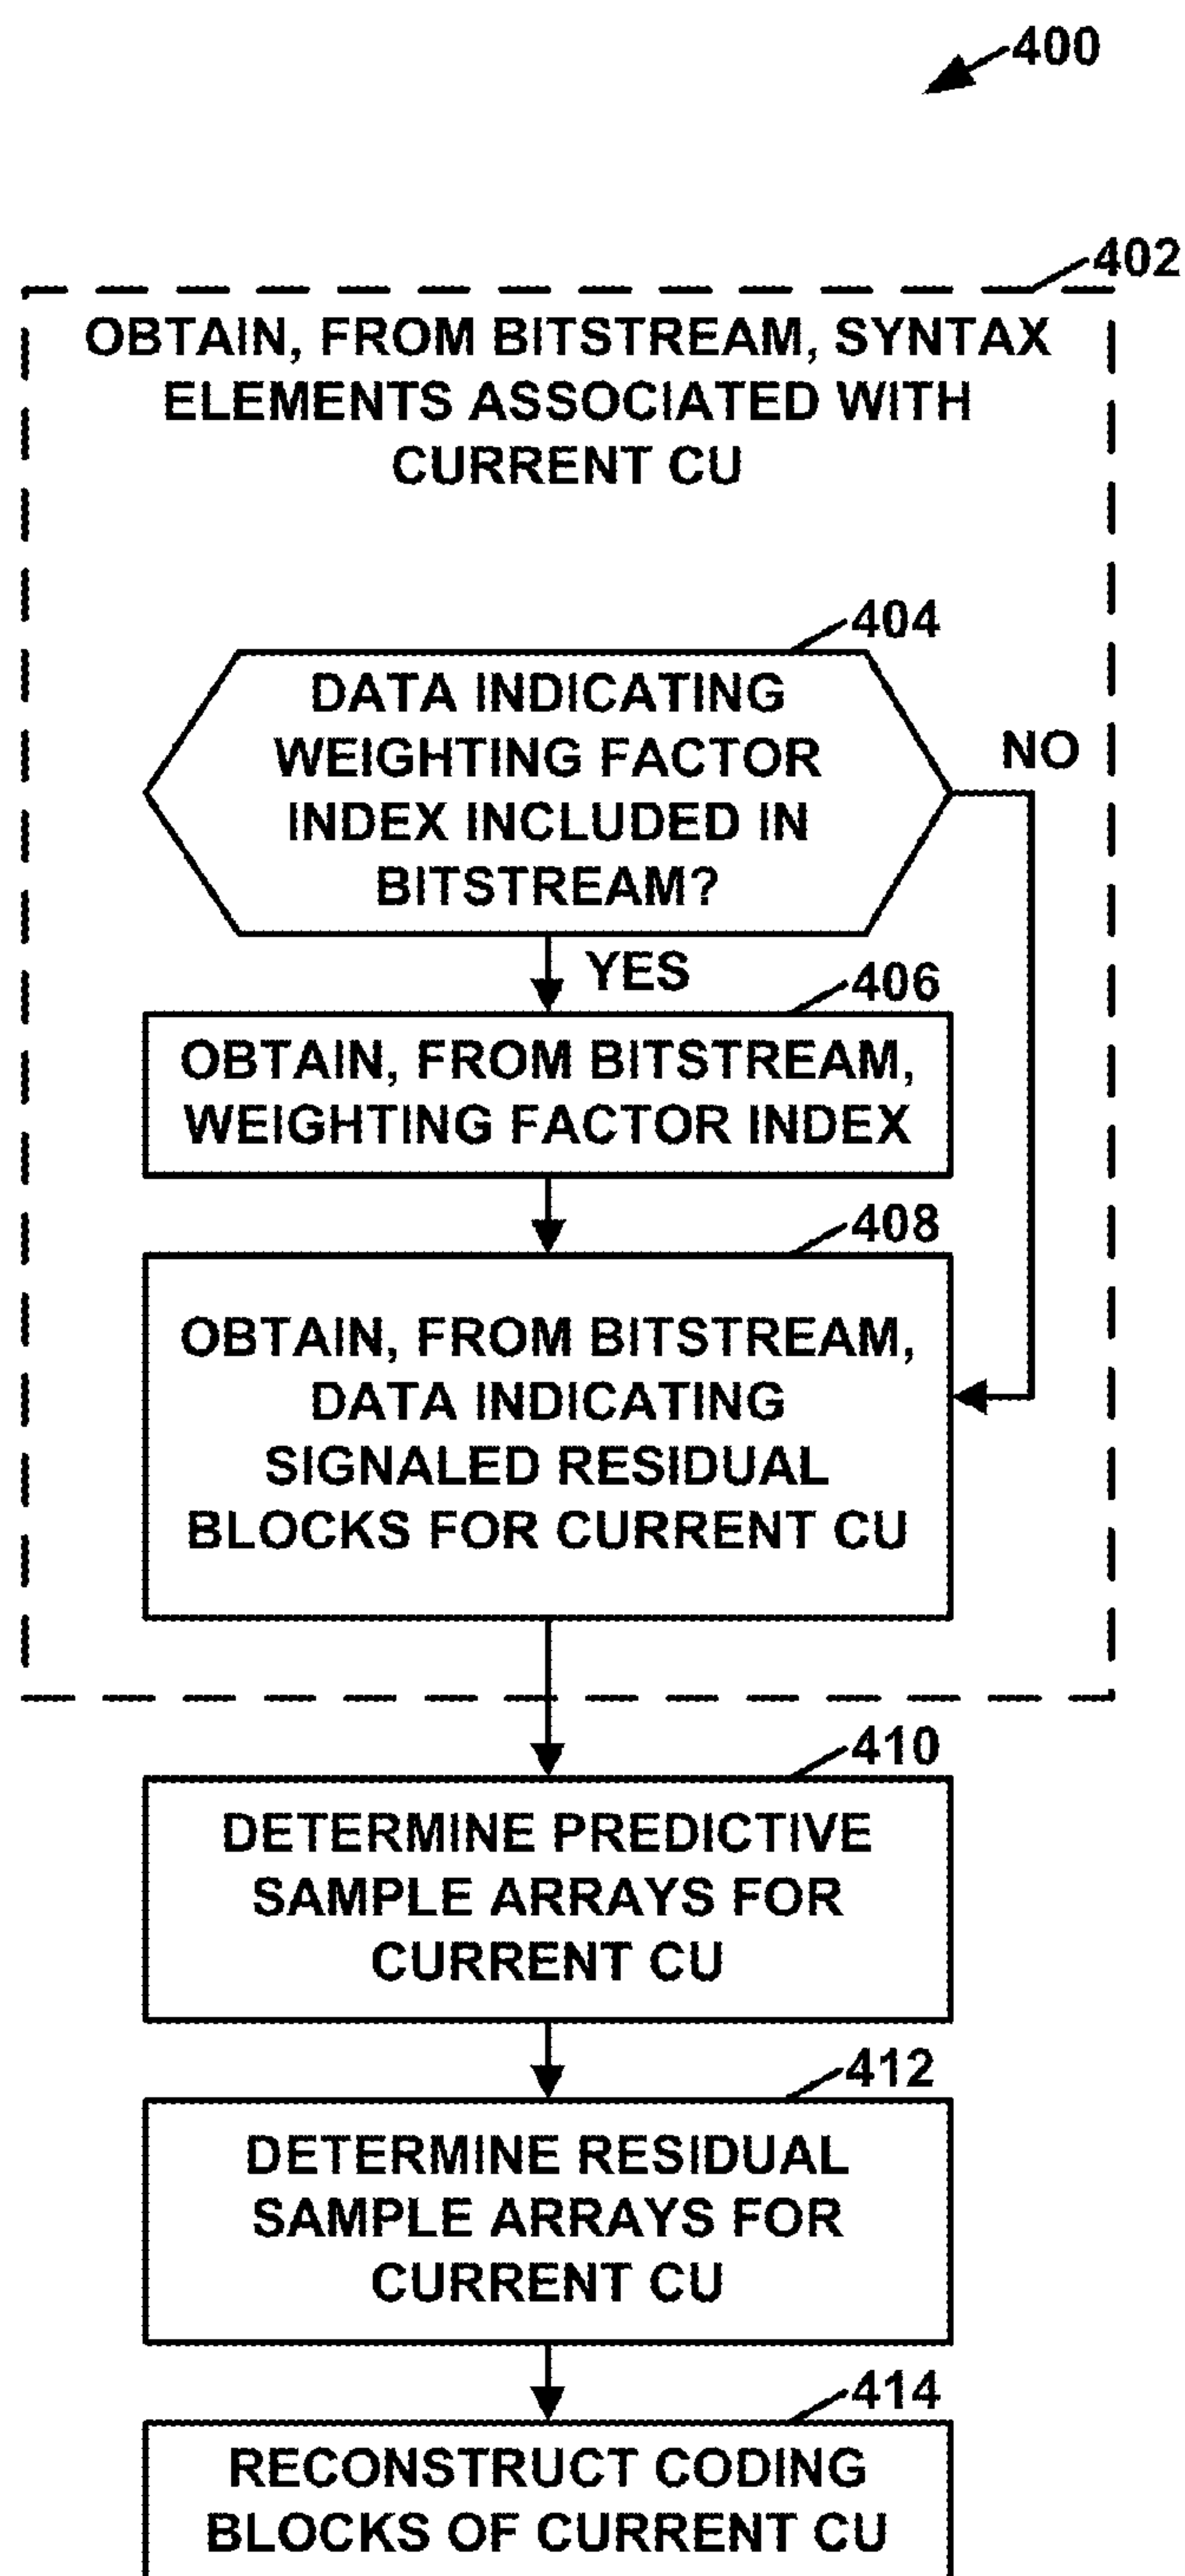 400
402
OBTAIN, FROM BITSTREAM, SYNTAX
ELEMENTS ASSOCIATED WITH
CURRENT CU
404
DATA INDICATING
WEIGHTING FACTOR
INDEX INCLUDED IN
BITSTREAM?
NO
YES
406
OBTAIN, FROM BITSTREAM,
WEIGHTING FACTOR INDEX
408
OBTAIN, FROM BITSTREAM,
DATA INDICATING
SIGNALED RESIDUAL
BLOCKS FOR CURRENT CU
410
DETERMINE PREDICTIVE
SAMPLE ARRAYS FOR
CURRENT CU
412
DETERMINE RESIDUAL
SAMPLE ARRAYS FOR
CURRENT CU
414
RECONSTRUCT CODING
BLOCKS OF CURRENT CU